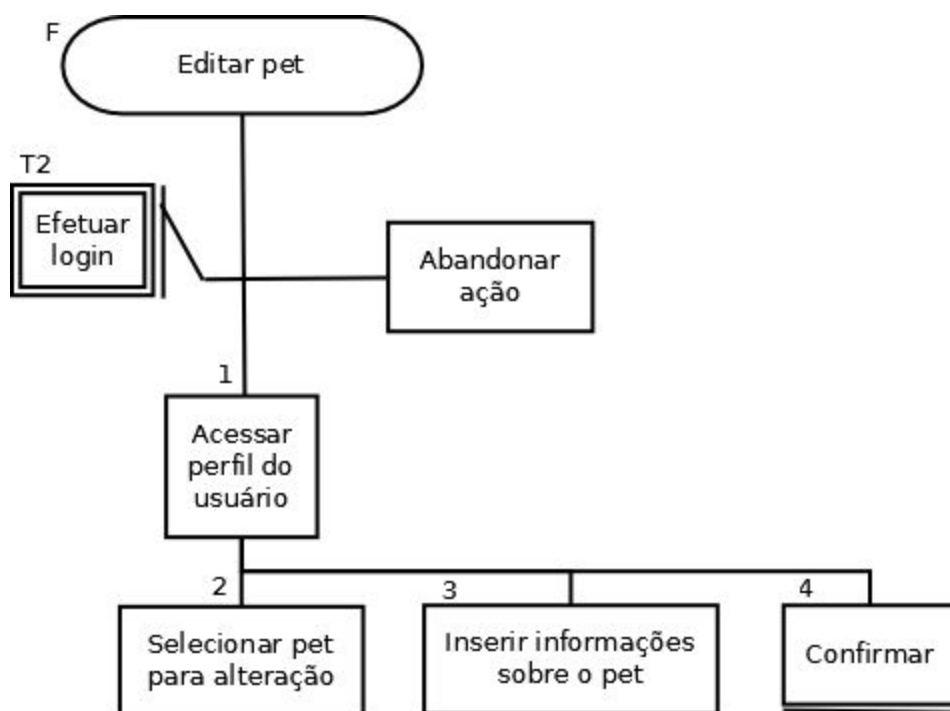 F
Editar pet
T2
Efetuar
login
Abandonar
ação
1
Acessar
perfil do
usuário
2
Selecionar pet
para alteração
3
Inserir informações
sobre o pet
4
Confirmar